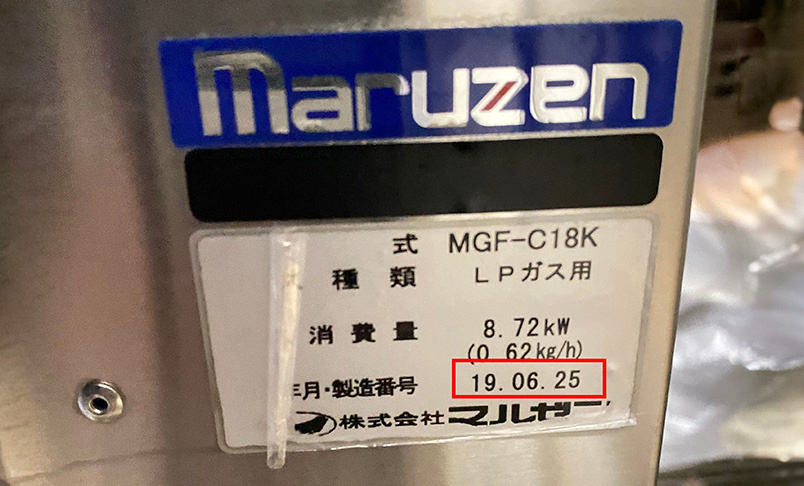 maruzen
式 MGF-C18K
種類 LPガス用
消費量 8.72kW
(0.62kg/h)
年月・製造番号 19.06.25
株式会社 マルゼン